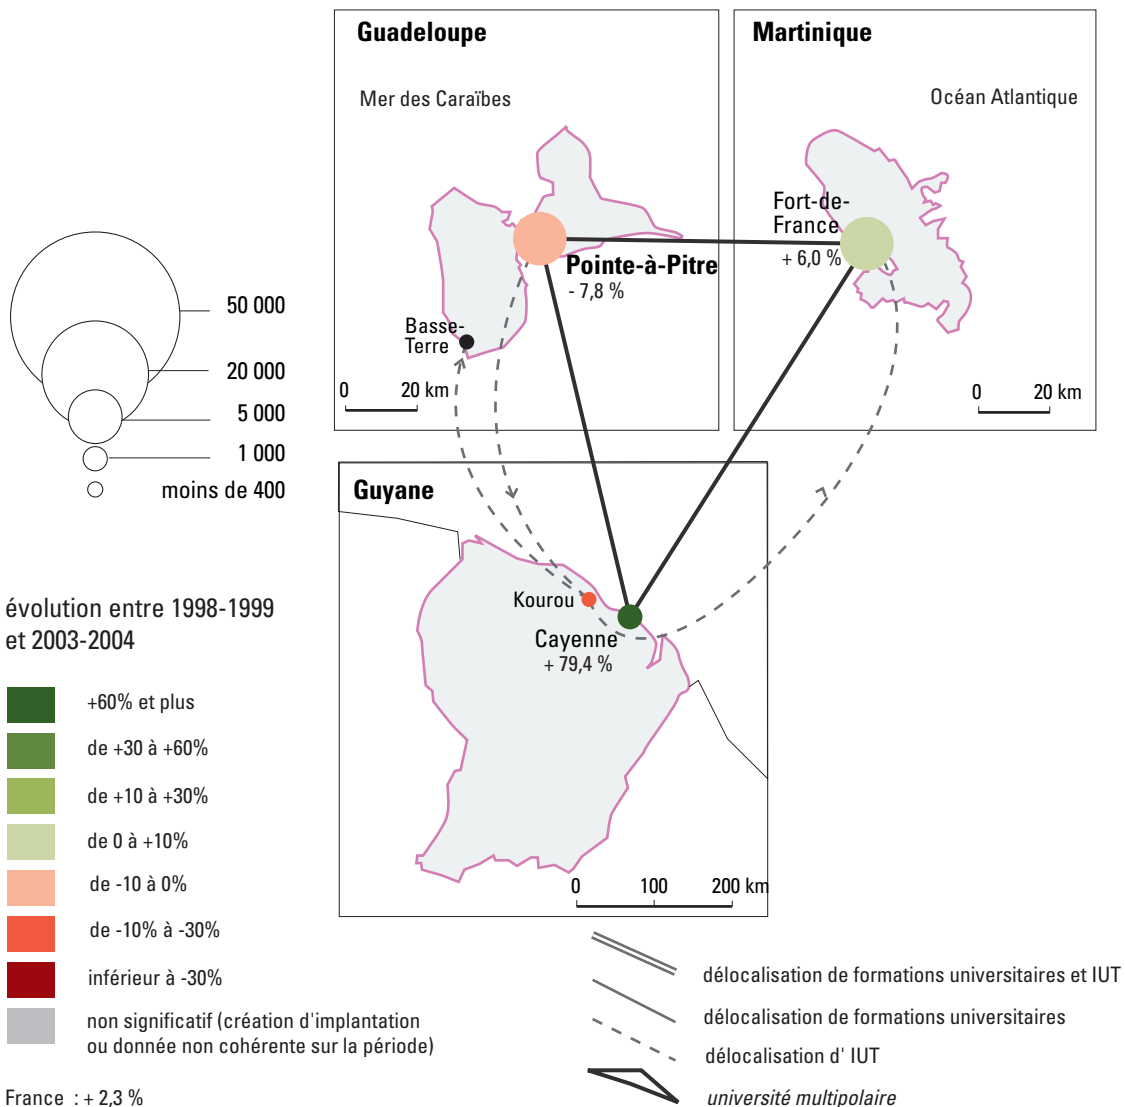 Guadeloupe
Mer des Caraïbes
Pointe-à-Pitre
- 7,8 %
Basse-
Terre
0 20 km
Martinique
Océan Atlantique
Fort-de-
France
+ 6,0 %
0 20 km
50 000
20 000
5 000
1 000
moins de 400
Guyane
Kourou
Cayenne
+ 79,4 %
0 100 200 km
évolution entre 1998-1999
et 2003-2004
+60% et plus
de +30 à +60%
de +10 à +30%
de 0 à +10%
de -10 à 0%
de -10% à -30%
inférieur à -30%
non significatif (création d'implantation
ou donnée non cohérente sur la période)
France : + 2,3 %
délocalisation de formations universitaires et IUT
délocalisation de formations universitaires
délocalisation d' IUT
université multipolaire